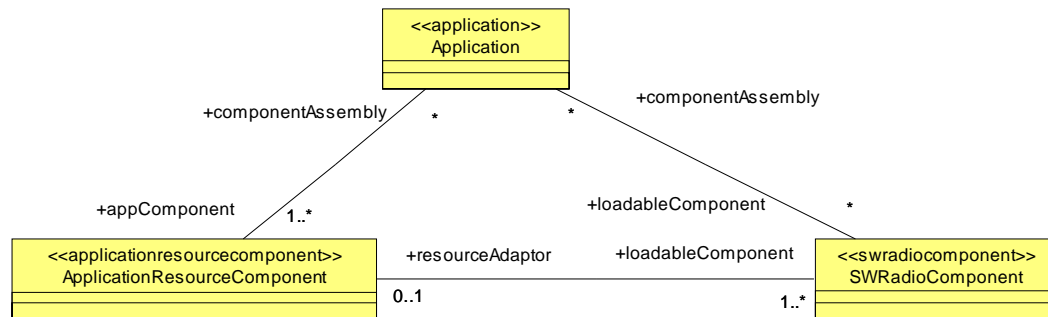 <<application>>
Application
+componentAssembly
+componentAssembly
*
*
+appComponent
1..*
+loadableComponent
*
<<applicationresourcecomponent>>
ApplicationResourceComponent
+resourceAdaptor
+loadableComponent
0..1
1..*
<<swradiocomponent>>
SWRadioComponent